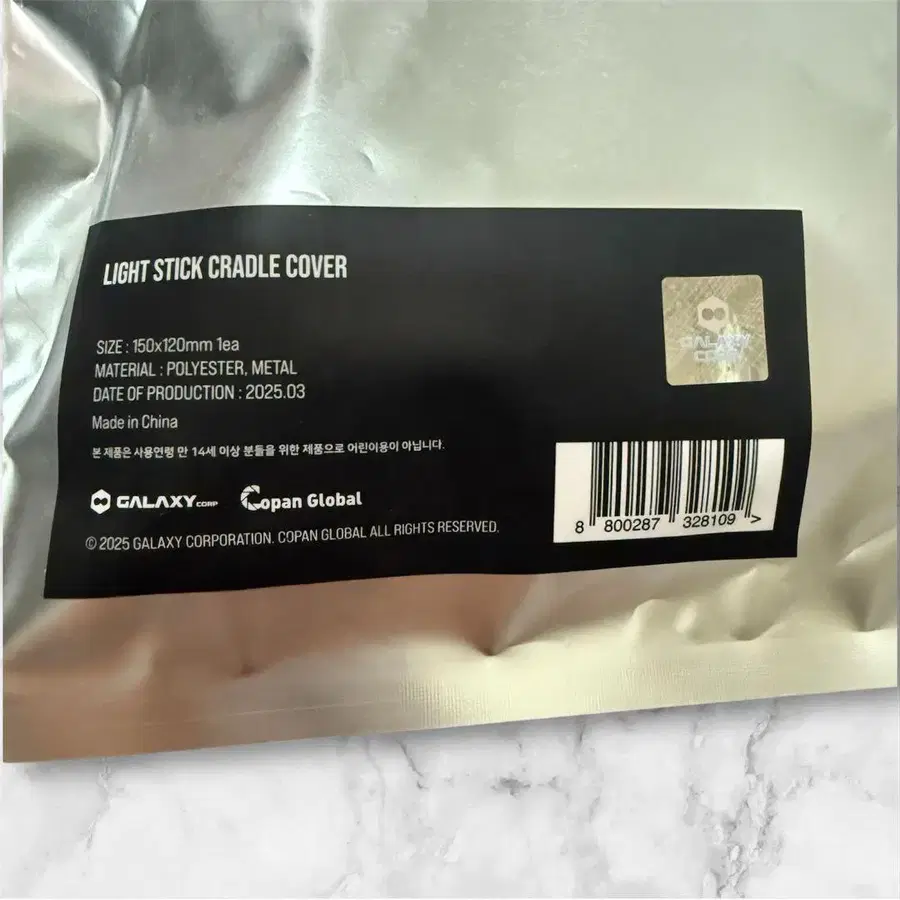 LIGHT STICK CRADLE COVER
SIZE : 150x120mm 1ea
MATERIAL : POLYESTER, METAL
DATE OF PRODUCTION : 2025.03
Made in China
본 제품은 사용연령 만 14세 이상 분들을 위한 제품으로 어린이용이 아닙니다.
GALAXY CORP Copan Global
© 2025 GALAXY CORPORATION. COPAN GLOBAL ALL RIGHTS RESERVED.
GALAXY
CORP
8 800287 328109 >